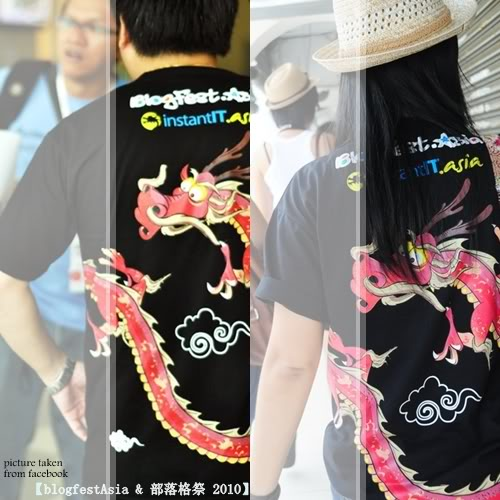 BlogFest.Asia
instantIT.asia
BlogFest.Asia
instantIT.asia
picture taken
from facebook
【blogfestAsia & 部落格祭 2010】